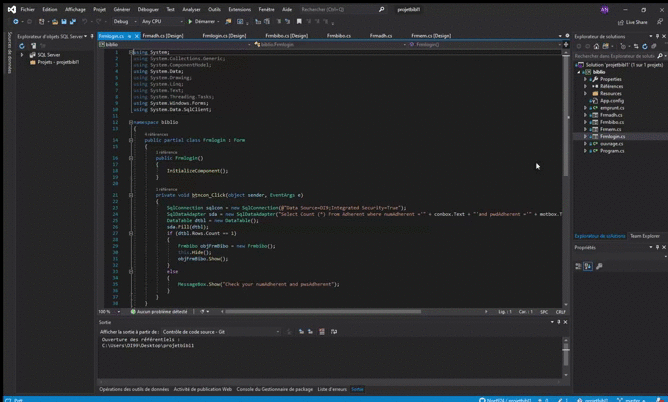 Fichier Edition Affichage Projet Générer Déboguer Test Analyser Outils Extensions Fenêtre Aide Rechercher (Ctrl+Q) projetbibl1
Debug Any CPU Démarrer Live Share
Explorateur d'objets SQL Server
SQL Server
Projets - projetbibl1
Sources de données
Frmlogin.cs Frmadh.cs [Design] Frmlogin.cs [Design] Frmbibo.cs [Design] Frmbibo.cs Frmadh.cs Frmem.cs [Design]
biblio biblio.Frmlogin Frmlogin()
1 using System;
2 using System.Collections.Generic;
3 using System.ComponentModel;
4 using System.Data;
5 using System.Drawing;
6 using System.Linq;
7 using System.Text;
8 using System.Threading.Tasks;
9 using System.Windows.Forms;
10 using System.Data.SqlClient;
11
12 namespace biblio
13 {
4 références
14 public partial class Frmlogin : Form
15 {
1 référence
16 public Frmlogin()
17 {
18 InitializeComponent();
19 }
20
1 référence
21 private void btncon_Click(object sender, EventArgs e)
22 {
23 SqlConnection sqlcon = new SqlConnection(@"Data Source=DI9;Integrated Security=True");
24 SqlDataAdapter sda = new SqlDataAdapter("Select Count (*) From Adherent where numAdherent ='" + conbox.Text + "'and pwdAdherent ='" + motbox.T
25 DataTable dtbl = new DataTable();
26 sda.Fill(dtbl);
27 if (dtbl.Rows.Count == 1)
28 {
29 Frmbibo objFrmBibo = new Frmbibo();
30 this.Hide();
31 objFrmBibo.Show();
32 }
33 else
34 {
35 MessageBox.Show("Check your numAdherent and pwsAdherent");
36 }
37 }
38 }
100 % Aucun problème détecté Lig : 1 Car : 1 SPC CRLF
Sortie
Afficher la sortie à partir de : Contrôle de code source - Git
Ouverture des référentiels :
C:\Users\DI99\Desktop\projetbibl1
Opérations des outils de données Activité de publication Web Console du Gestionnaire de package Liste d'erreurs Sortie
Explorateur de solutions
Rechercher dans Explorateur de
Solution 'projetbibl1' (1 sur 1 projet)
biblio
Properties
Références
Resources
App.config
emprunt.cs
Frmadh.cs
Frmbibo.cs
Frmem.cs
Frmlogin.cs
ouvrage.cs
Program.cs
Explorateur de solutions Team Explorer
Propriétés
Prêt projetbibl1 master